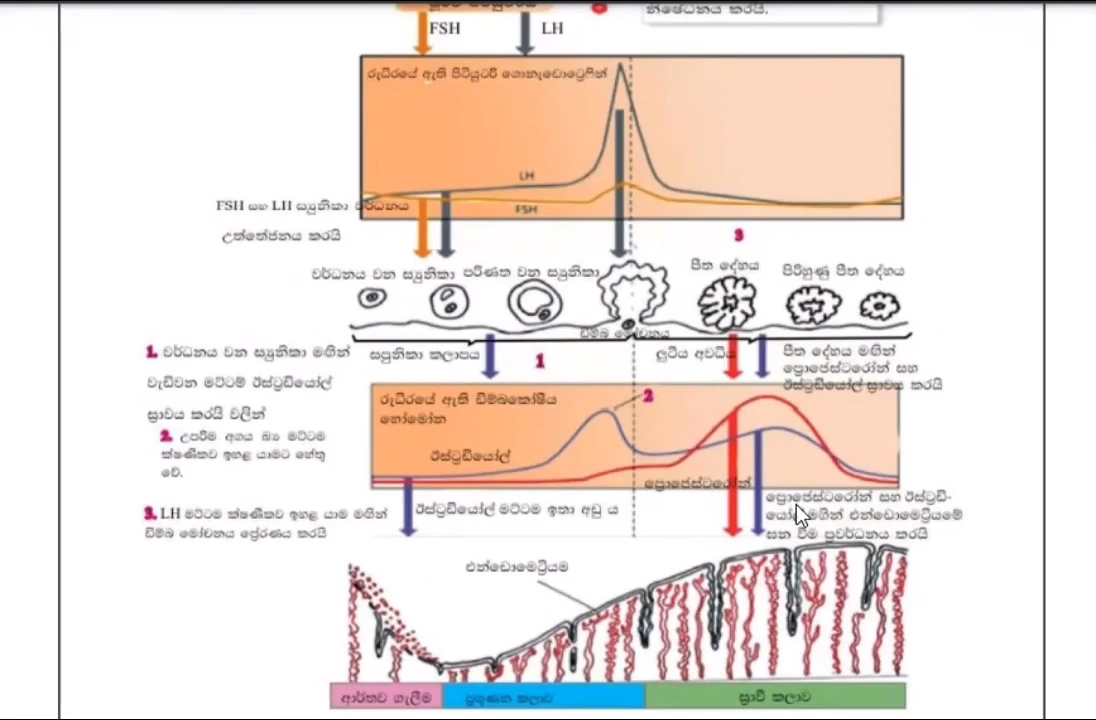 න්ෂේධනය කරයි.
FSH
LH
රුධිරයේ ඇති පිටියුටරි ගොනැඩොට්‍රොෆින්
LH
FSH
FSH සහ LH සුනිකා වර්ධනය
උත්තේජනය කරයි
3
වර්ධනය වන සුනිකා
පරිණත වන සුනිකා
පීත දේහය
පිරිහුණු පීත දේහය
ඩිම්බ මෝචනය
සපුනිකා කලාපය
1
ලුටීය අවධිය
පීත දේහය මගින්
ප්‍රොජෙස්ටරෝන් සහ
ඊස්ට්‍රඩියෝල් ස්‍රාවය කරයි
1. වර්ධනය වන සුනිකා මගින්
වැඩිවන මට්ටම් ඊස්ට්‍රඩියෝල්
ස්‍රාවය කරයි වලින්
2. උපරිම අගය
මට්ටම
ක්ෂණිකව ඉහළ යාමට හේතු
වේ.
3. LH මට්ටම ක්ෂණිකව ඉහළ යාම මගින්
ඩිම්බ මෝචනය ප්‍රේරණය කරයි
රුධිරයේ ඇති ඩිම්බකෝෂීය
හෝමෝන
2
ඊස්ට්‍රඩියෝල්
ප්‍රොජෙස්ටරෝන්
ඊස්ට්‍රඩියෝල් මට්ටම ඉතා අඩු ය
ප්‍රොජෙස්ටරෝන් සහ ඊස්ට්‍රඩි-
යෝල් මගින් එන්ඩොමෙට්‍රියමේ
ඝන වීම ප්‍රවර්ධනය කරයි
එන්ඩොමෙට්‍රියම
ආර්තව ගැලීම
ප්‍රගුණන කලාව
ස්‍රාවී කලාව